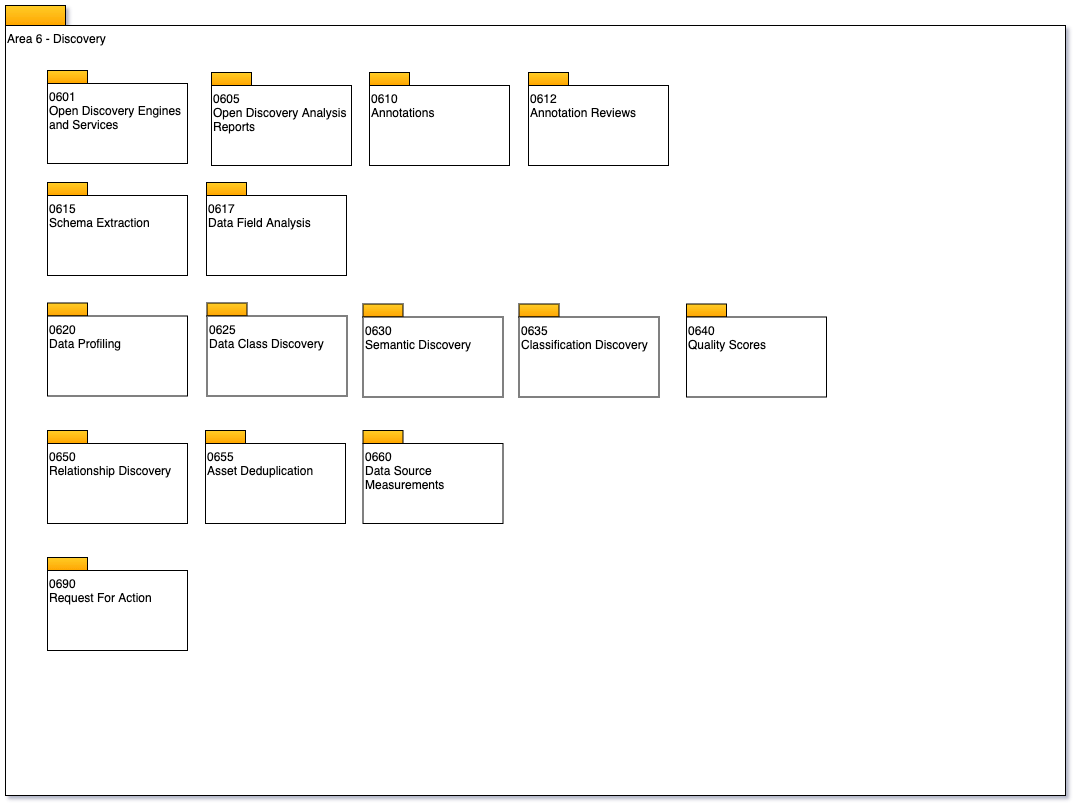 Area 6 - Discovery
0601
Open Discovery Engines
and Services
0605
Open Discovery Analysis
Reports
0610
Annotations
0612
Annotation Reviews
0615
Schema Extraction
0617
Data Field Analysis
0620
Data Profiling
0625
Data Class Discovery
0630
Semantic Discovery
0635
Classification Discovery
0640
Quality Scores
0650
Relationship Discovery
0655
Asset Deduplication
0660
Data Source
Measurements
0690
Request For Action